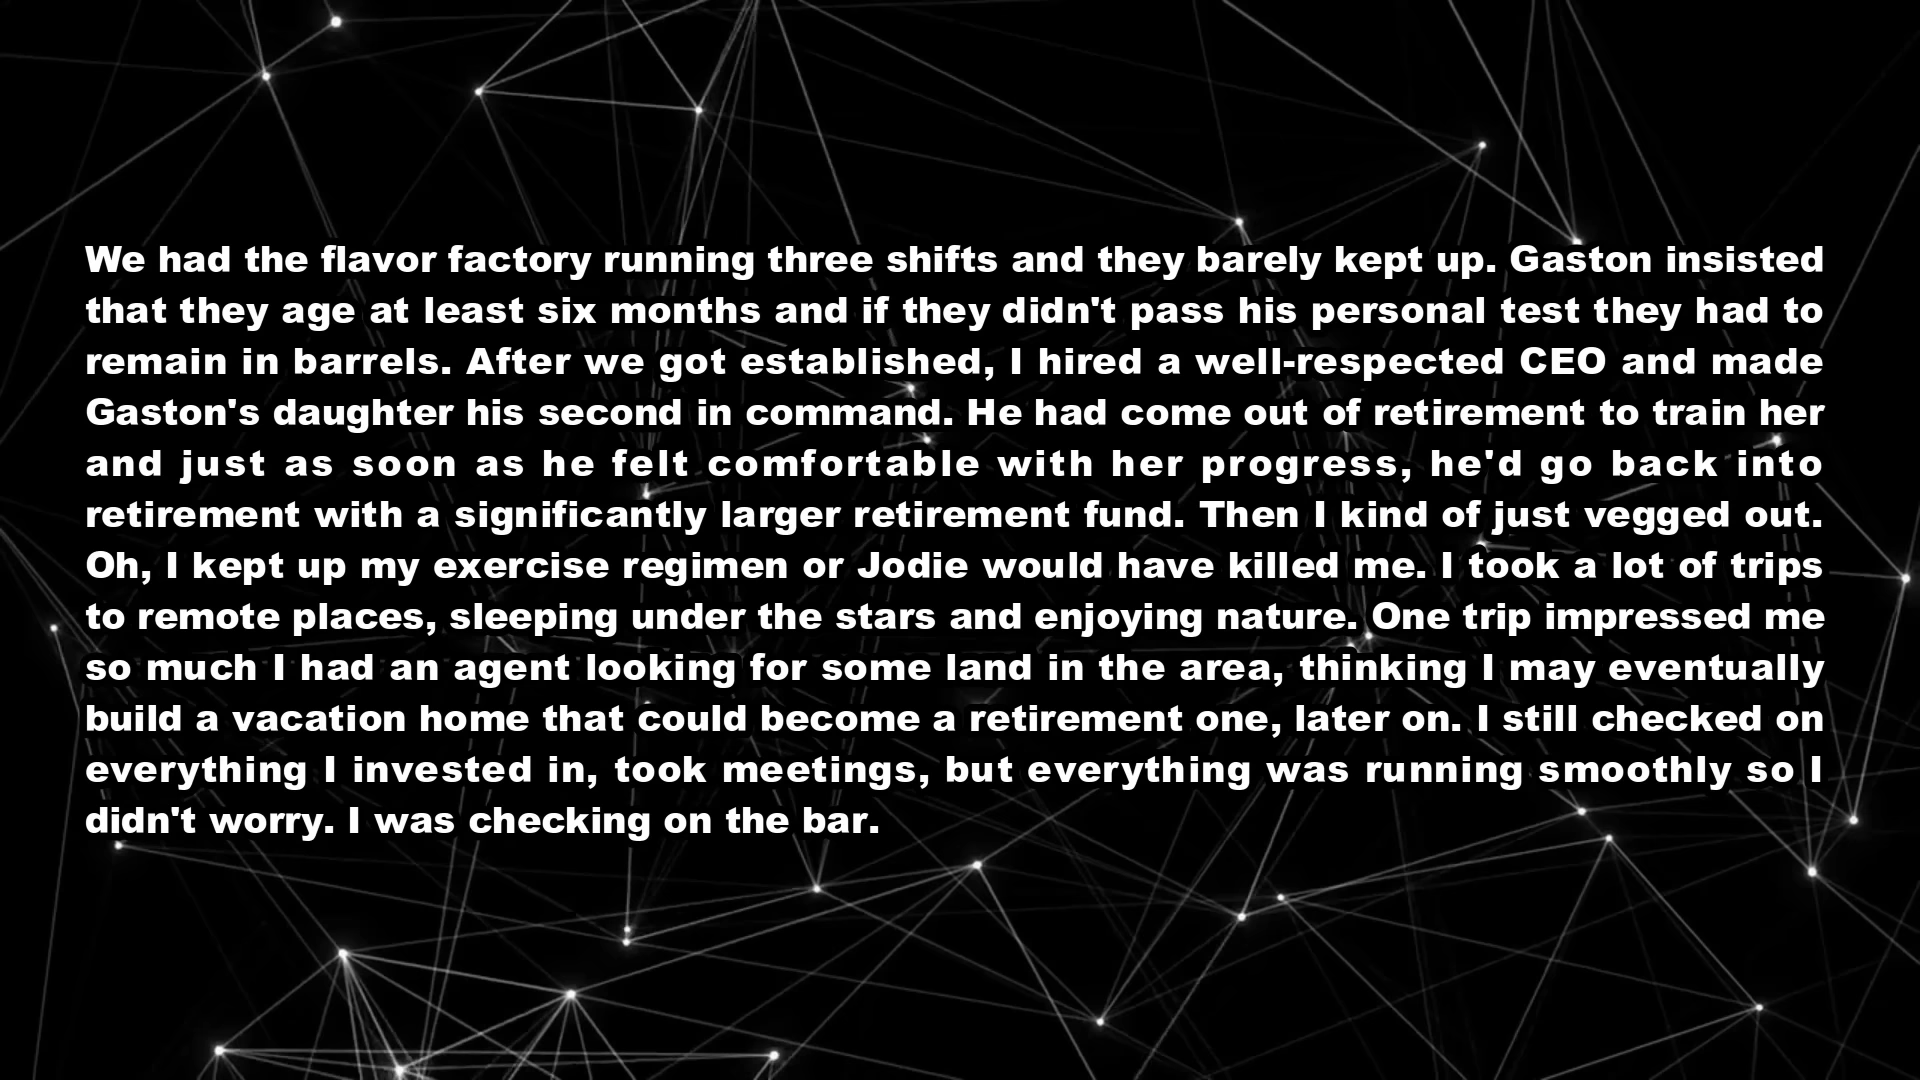 We had the flavor factory running three shifts and they barely kept up. Gaston insisted
that they age at least six months and if they didn't pass his personal test they had to
remain in barrels. After we got established, I hired a well-respected CEO and made
Gaston's daughter his second in command. He had come out of retirement to train her
and just as soon as he felt comfortable with her progress, he'd go back into
retirement with a significantly larger retirement fund. Then I kind of just vegged out.
Oh, I kept up my exercise regimen or Jodie would have killed me. I took a lot of trips
to remote places, sleeping under the stars and enjoying nature. One trip impressed me
so much I had an agent looking for some land in the area, thinking I may eventually
build a vacation home that could become a retirement one, later on. I still checked on
everything I invested in, took meetings, but everything was running smoothly so I
didn't worry. I was checking on the bar.